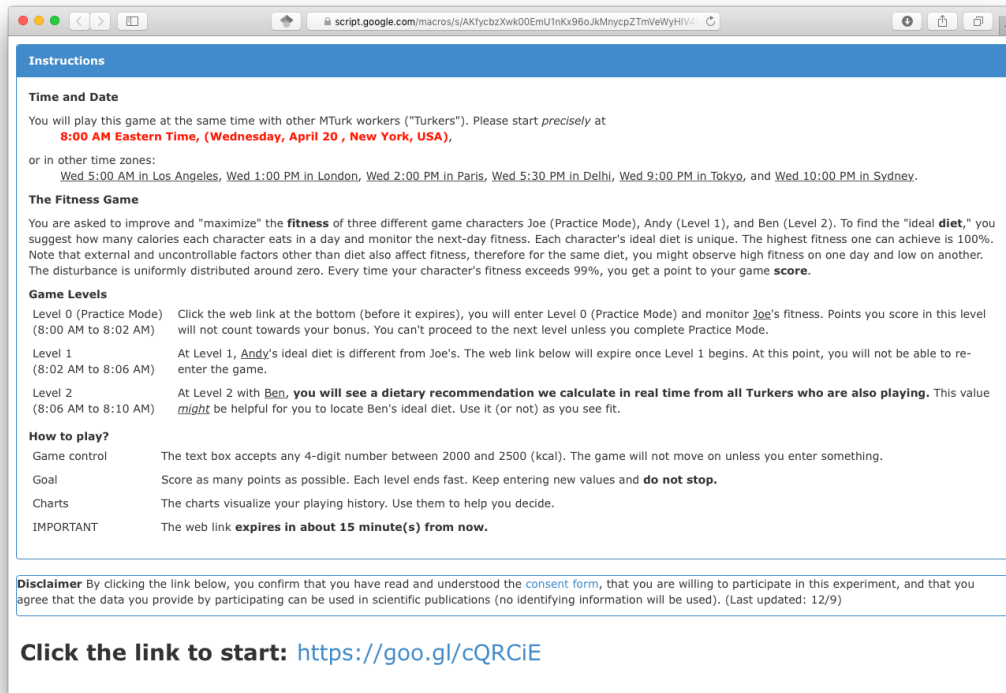 script.google.com/macros/s/AKfycbzXwk00EmU1nKx96oJkMnycpZTmVeWyHIV4
Instructions
Time and Date
You will play this game at the same time with other MTurk workers ("Turkers"). Please start precisely at
8:00 AM Eastern Time, (Wednesday, April 20 , New York, USA),
or in other time zones:
Wed 5:00 AM in Los Angeles, Wed 1:00 PM in London, Wed 2:00 PM in Paris, Wed 5:30 PM in Delhi, Wed 9:00 PM in Tokyo, and Wed 10:00 PM in Sydney.
The Fitness Game
You are asked to improve and "maximize" the fitness of three different game characters Joe (Practice Mode), Andy (Level 1), and Ben (Level 2). To find the "ideal diet," you
suggest how many calories each character eats in a day and monitor the next-day fitness. Each character's ideal diet is unique. The highest fitness one can achieve is 100%.
Note that external and uncontrollable factors other than diet also affect fitness, therefore for the same diet, you might observe high fitness on one day and low on another.
The disturbance is uniformly distributed around zero. Every time your character's fitness exceeds 99%, you get a point to your game score.
Game Levels
Level 0 (Practice Mode) Click the web link at the bottom (before it expires), you will enter Level 0 (Practice Mode) and monitor Joe's fitness. Points you score in this level
(8:00 AM to 8:02 AM) will not count towards your bonus. You can't proceed to the next level unless you complete Practice Mode.
Level 1 At Level 1, Andy's ideal diet is different from Joe's. The web link below will expire once Level 1 begins. At this point, you will not be able to re-
(8:02 AM to 8:06 AM) enter the game.
Level 2 At Level 2 with Ben, you will see a dietary recommendation we calculate in real time from all Turkers who are also playing. This value
(8:06 AM to 8:10 AM) might be helpful for you to locate Ben's ideal diet. Use it (or not) as you see fit.
How to play?
Game control The text box accepts any 4-digit number between 2000 and 2500 (kcal). The game will not move on unless you enter something.
Goal Score as many points as possible. Each level ends fast. Keep entering new values and do not stop.
Charts The charts visualize your playing history. Use them to help you decide.
IMPORTANT The web link expires in about 15 minute(s) from now.
Disclaimer By clicking the link below, you confirm that you have read and understood the consent form, that you are willing to participate in this experiment, and that you
agree that the data you provide by participating can be used in scientific publications (no identifying information will be used). (Last updated: 12/9)
Click the link to start: https://goo.gl/cQRCiE